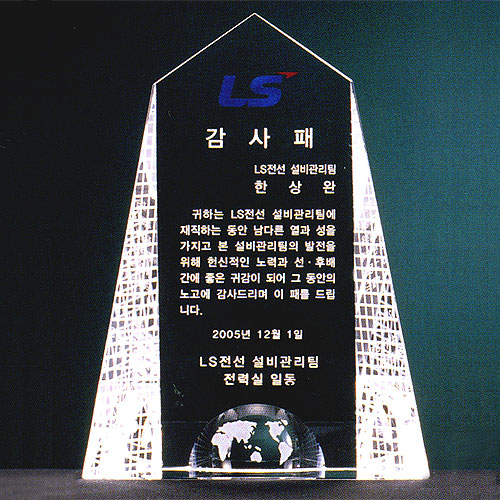 LS
감 사 패
LS전선 설비관리팀
한 상 완
귀하는 LS전선 설비관리팀에
재직하는 동안 남다른 열과 성을
가지고 본 설비관리팀의 발전을
위해 헌신적인 노력과 선·후배
간에 좋은 귀감이 되어 그 동안의
노고에 감사드리며 이 패를 드립
니다.
2005년 12월 1일
LS전선 설비관리팀
전력실 일동